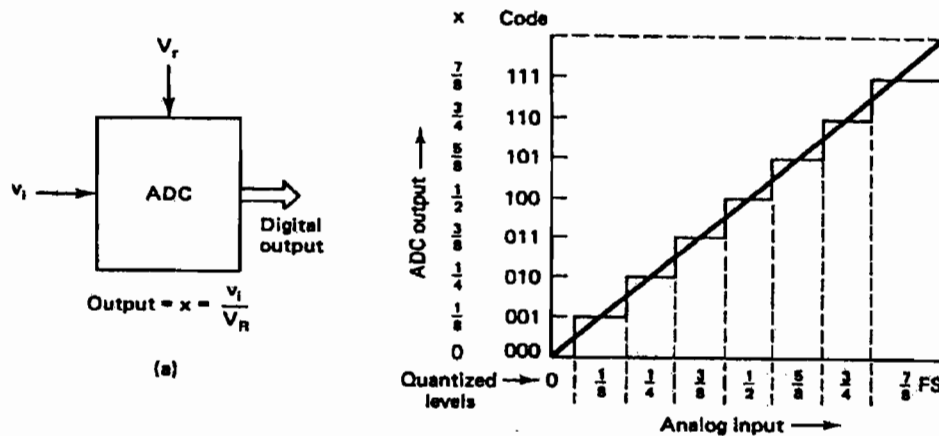 (a)
V_r
v_i
ADC
Digital
output
Output = x = v_i / V_R
(a)
x Code
7/8 111
3/4 110
5/8 101
1/2 100
3/8 011
1/4 010
1/8 001
0 000
ADC output
Quantized
levels
0 1/8 1/4 3/8 1/2 5/8 3/4 7/8 FS
Analog input